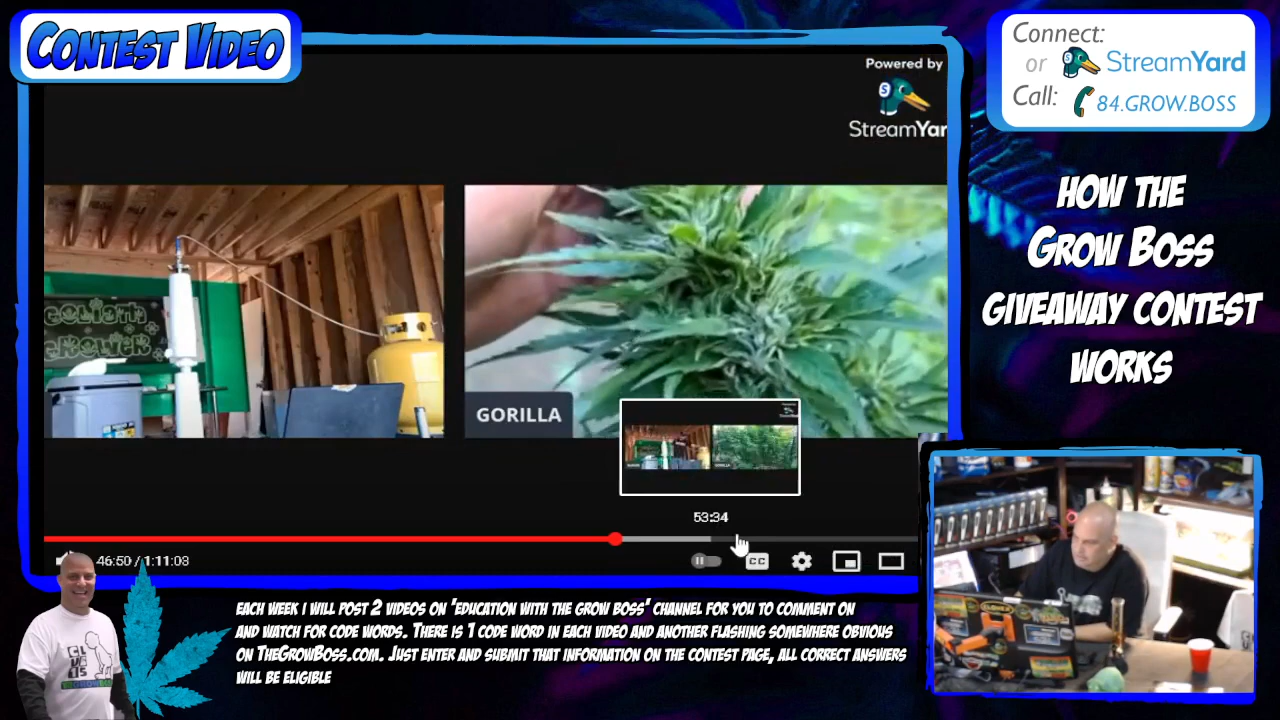 CONTEST VIDEO
Connect:
or StreamYard
Call: 84.GROW.BOSS
Powered by
StreamYar
HOW THE
GROW BOSS
GIVEAWAY CONTEST
WORKS
GOLIATH
GROWER
GORILLA
53:34
46:50 / 1:11:08
CC
EACH WEEK I WILL POST 2 VIDEOS ON 'EDUCATION WITH THE GROW BOSS' CHANNEL FOR YOU TO COMMENT ON
AND WATCH FOR CODE WORDS. THERE IS 1 CODE WORD IN EACH VIDEO AND ANOTHER FLASHING SOMEWHERE OBVIOUS
ON THEGROWBOSS.COM. JUST ENTER AND SUBMIT THAT INFORMATION ON THE CONTEST PAGE, ALL CORRECT ANSWERS
WILL BE ELIGIBLE